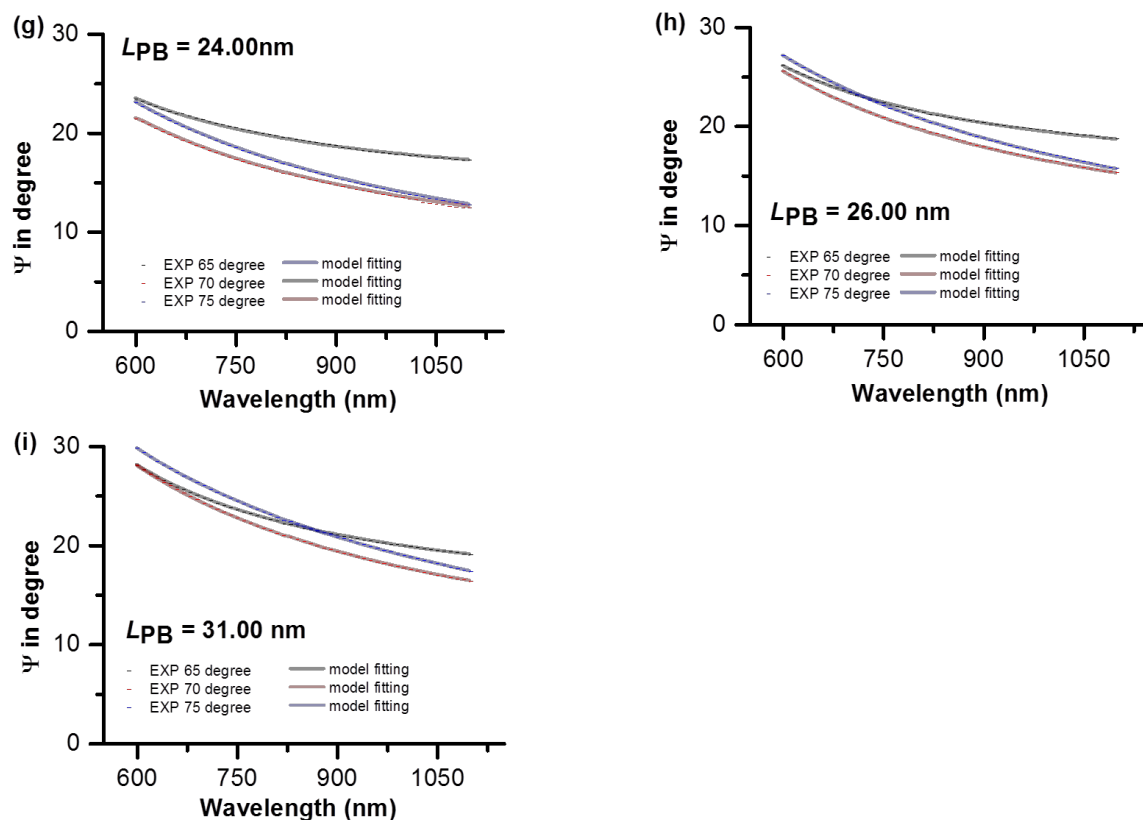 (g)
30
20
10
0
Ψ in degree
LPB = 24.00nm
EXP 65 degree model fitting
EXP 70 degree model fitting
EXP 75 degree model fitting
600 750 900 1050
Wavelength (nm)
(h)
30
20
10
0
Ψ in degree
LPB = 26.00 nm
EXP 65 degree model fitting
EXP 70 degree model fitting
EXP 75 degree model fitting
600 750 900 1050
Wavelength (nm)
(i)
30
20
10
0
Ψ in degree
LPB = 31.00 nm
EXP 65 degree model fitting
EXP 70 degree model fitting
EXP 75 degree model fitting
600 750 900 1050
Wavelength (nm)